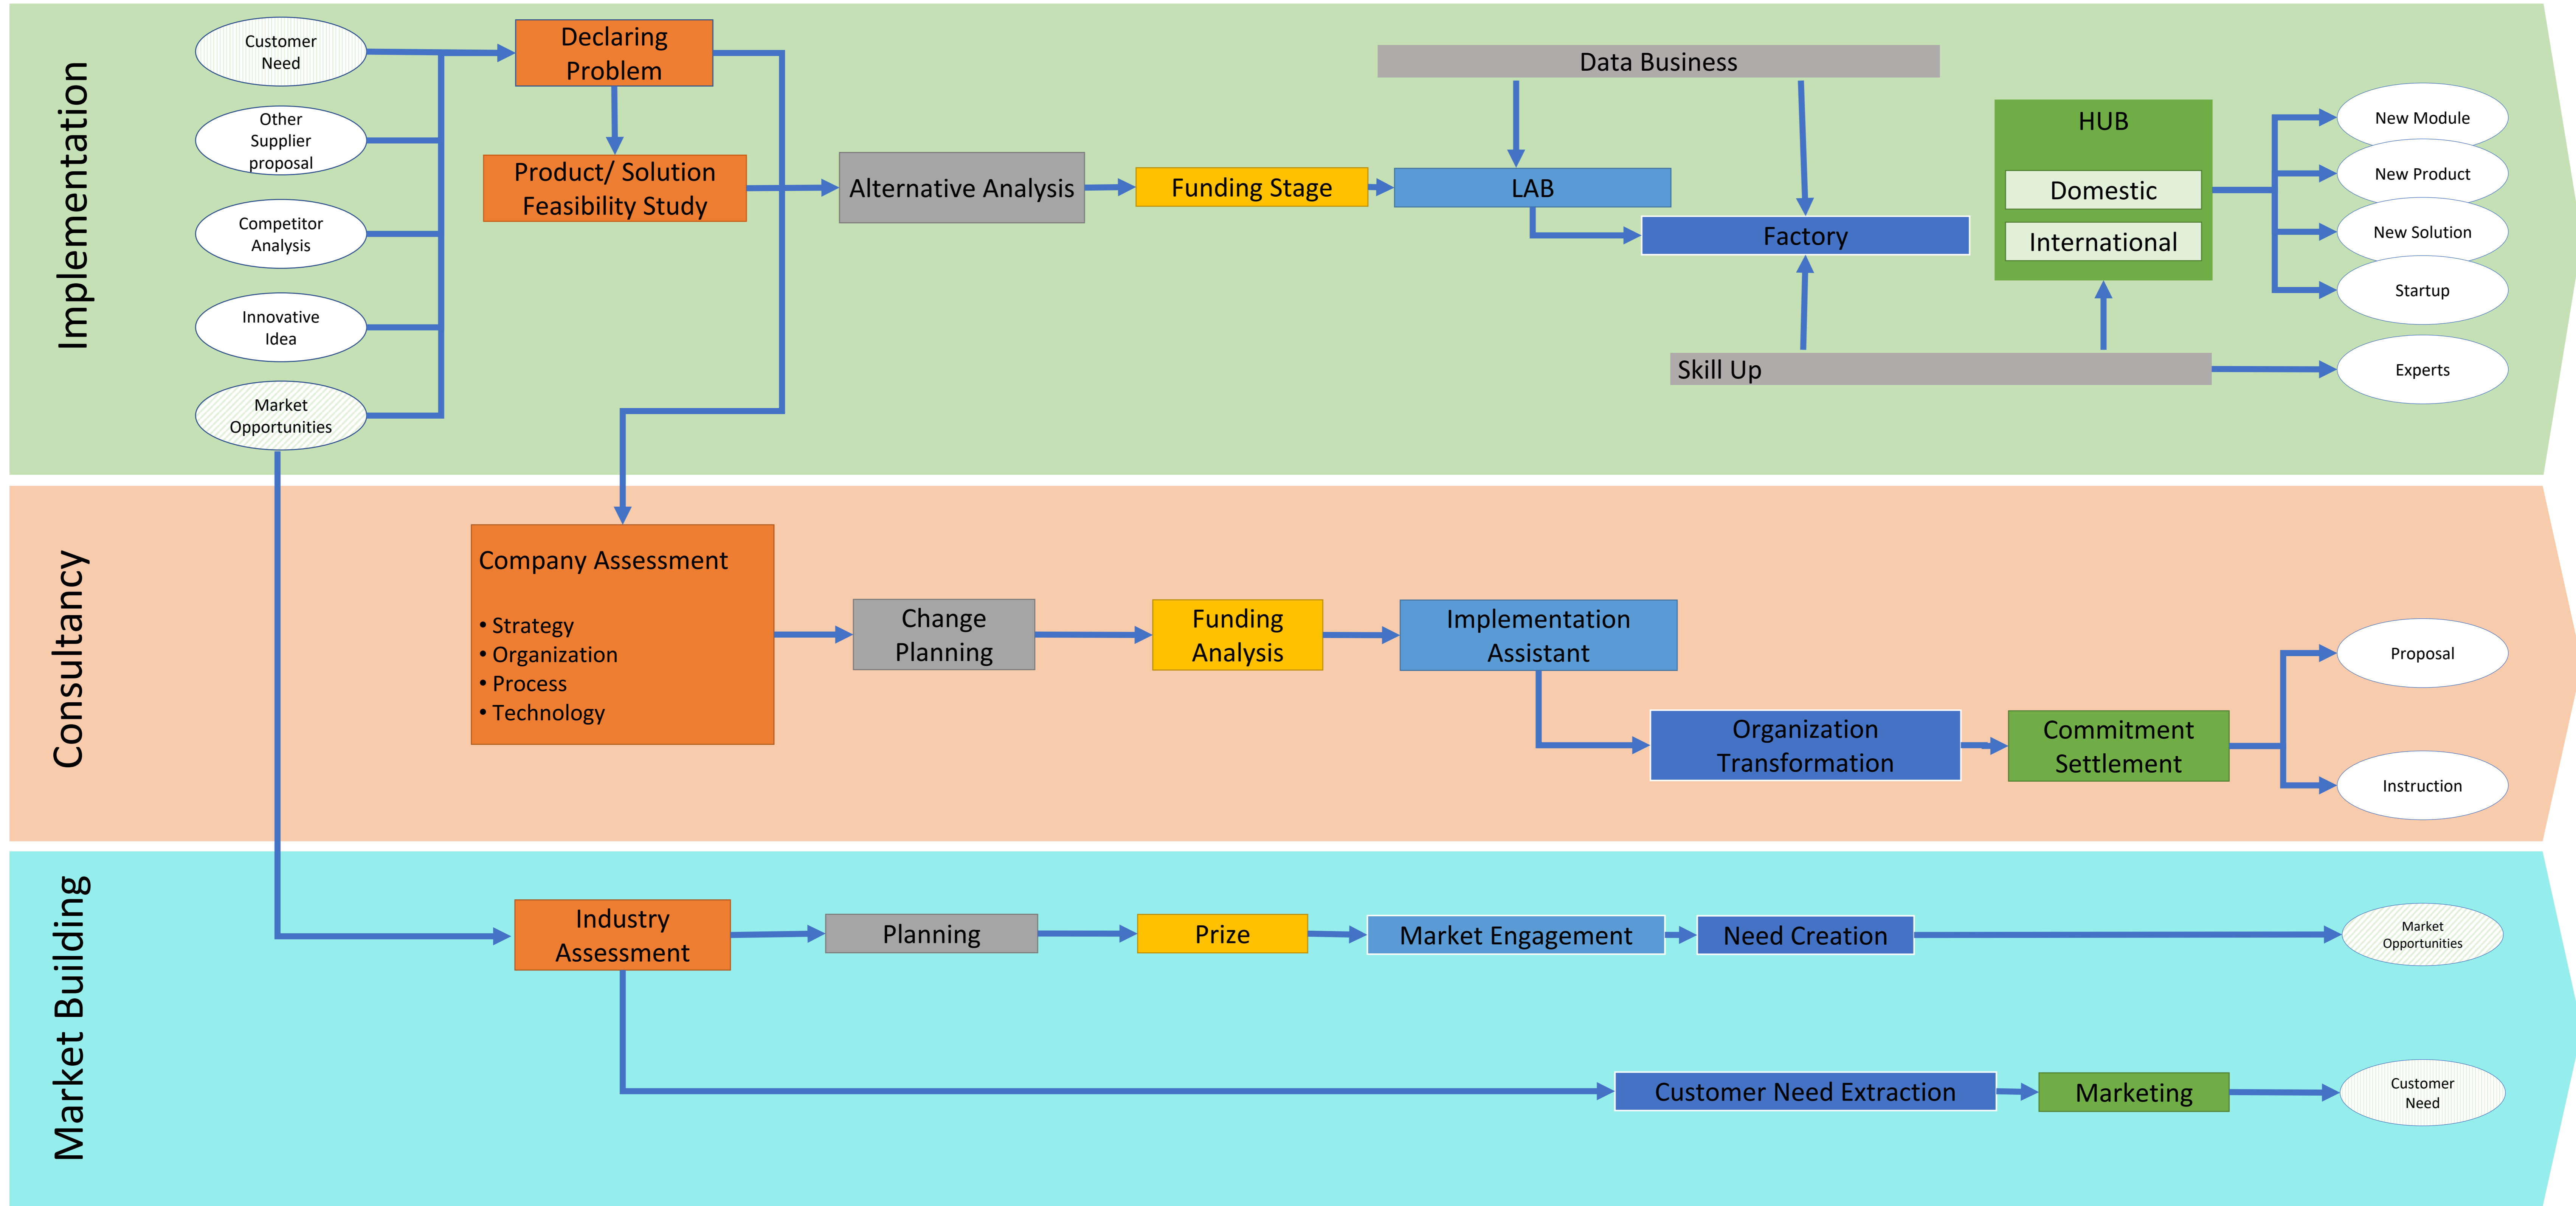 Implementation
Customer
Need
Other
Supplier
proposal
Competitor
Analysis
Innovative
Idea
Market
Opportunities
Declaring
Problem
Product/ Solution
Feasibility Study
Alternative Analysis
Funding Stage
Data Business
LAB
Factory
Skill Up
HUB
Domestic
International
New Module
New Product
New Solution
Startup
Experts
Consultancy
Company Assessment
• Strategy
• Organization
• Process
• Technology
Change
Planning
Funding
Analysis
Implementation
Assistant
Organization
Transformation
Commitment
Settlement
Proposal
Instruction
Market Building
Industry
Assessment
Planning
Prize
Market Engagement
Need Creation
Market
Opportunities
Customer Need Extraction
Marketing
Customer
Need